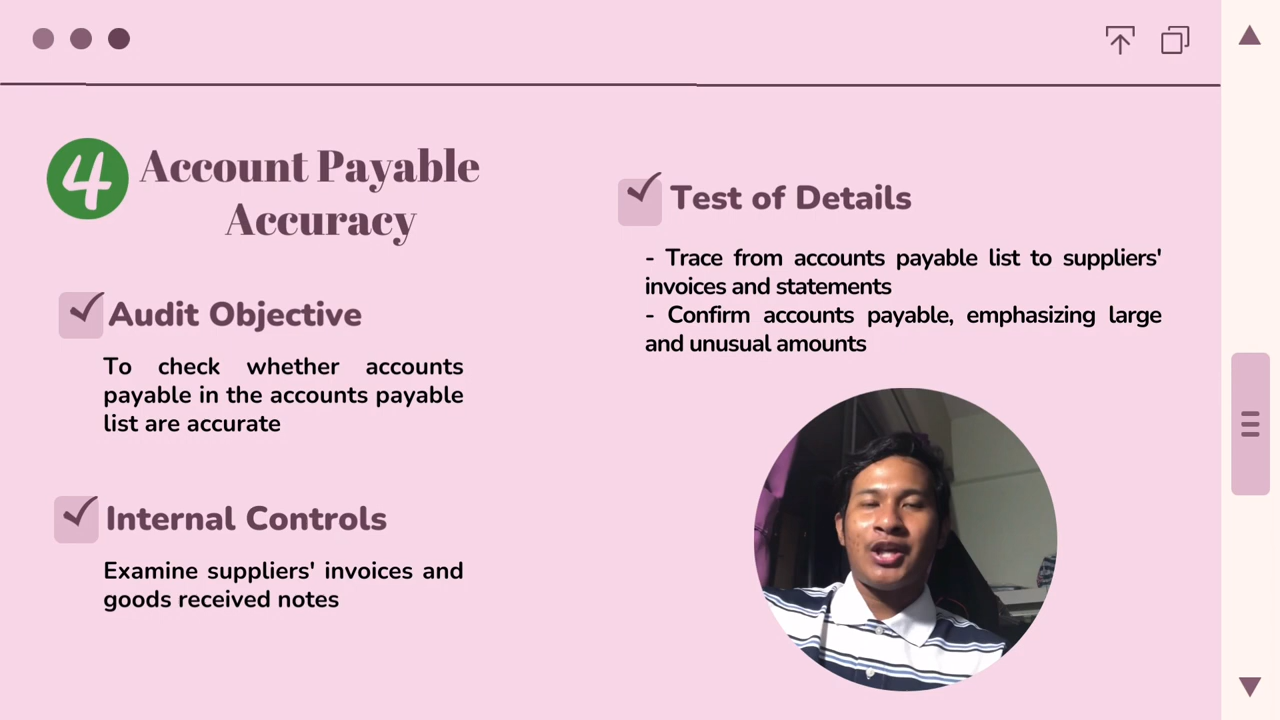 4
Account Payable
Accuracy
Audit Objective
To check whether accounts
payable in the accounts payable
list are accurate
Internal Controls
Examine suppliers' invoices and
goods received notes
Test of Details
- Trace from accounts payable list to suppliers'
invoices and statements
- Confirm accounts payable, emphasizing large
and unusual amounts